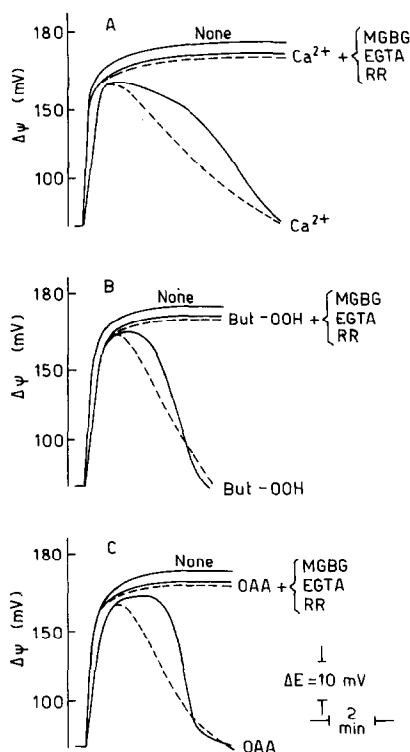 A
180
150
100
Δψ (mV)
None
Ca2+ + { MGBG
EGTA
RR
Ca2+
B
180
100
Δψ (mV)
None
But -OOH + { MGBG
EGTA
RR
But -OOH
C
180
150
100
Δψ (mV)
None
OAA + { MGBG
EGTA
RR
ΔE = 10 mV
2
min
OAA